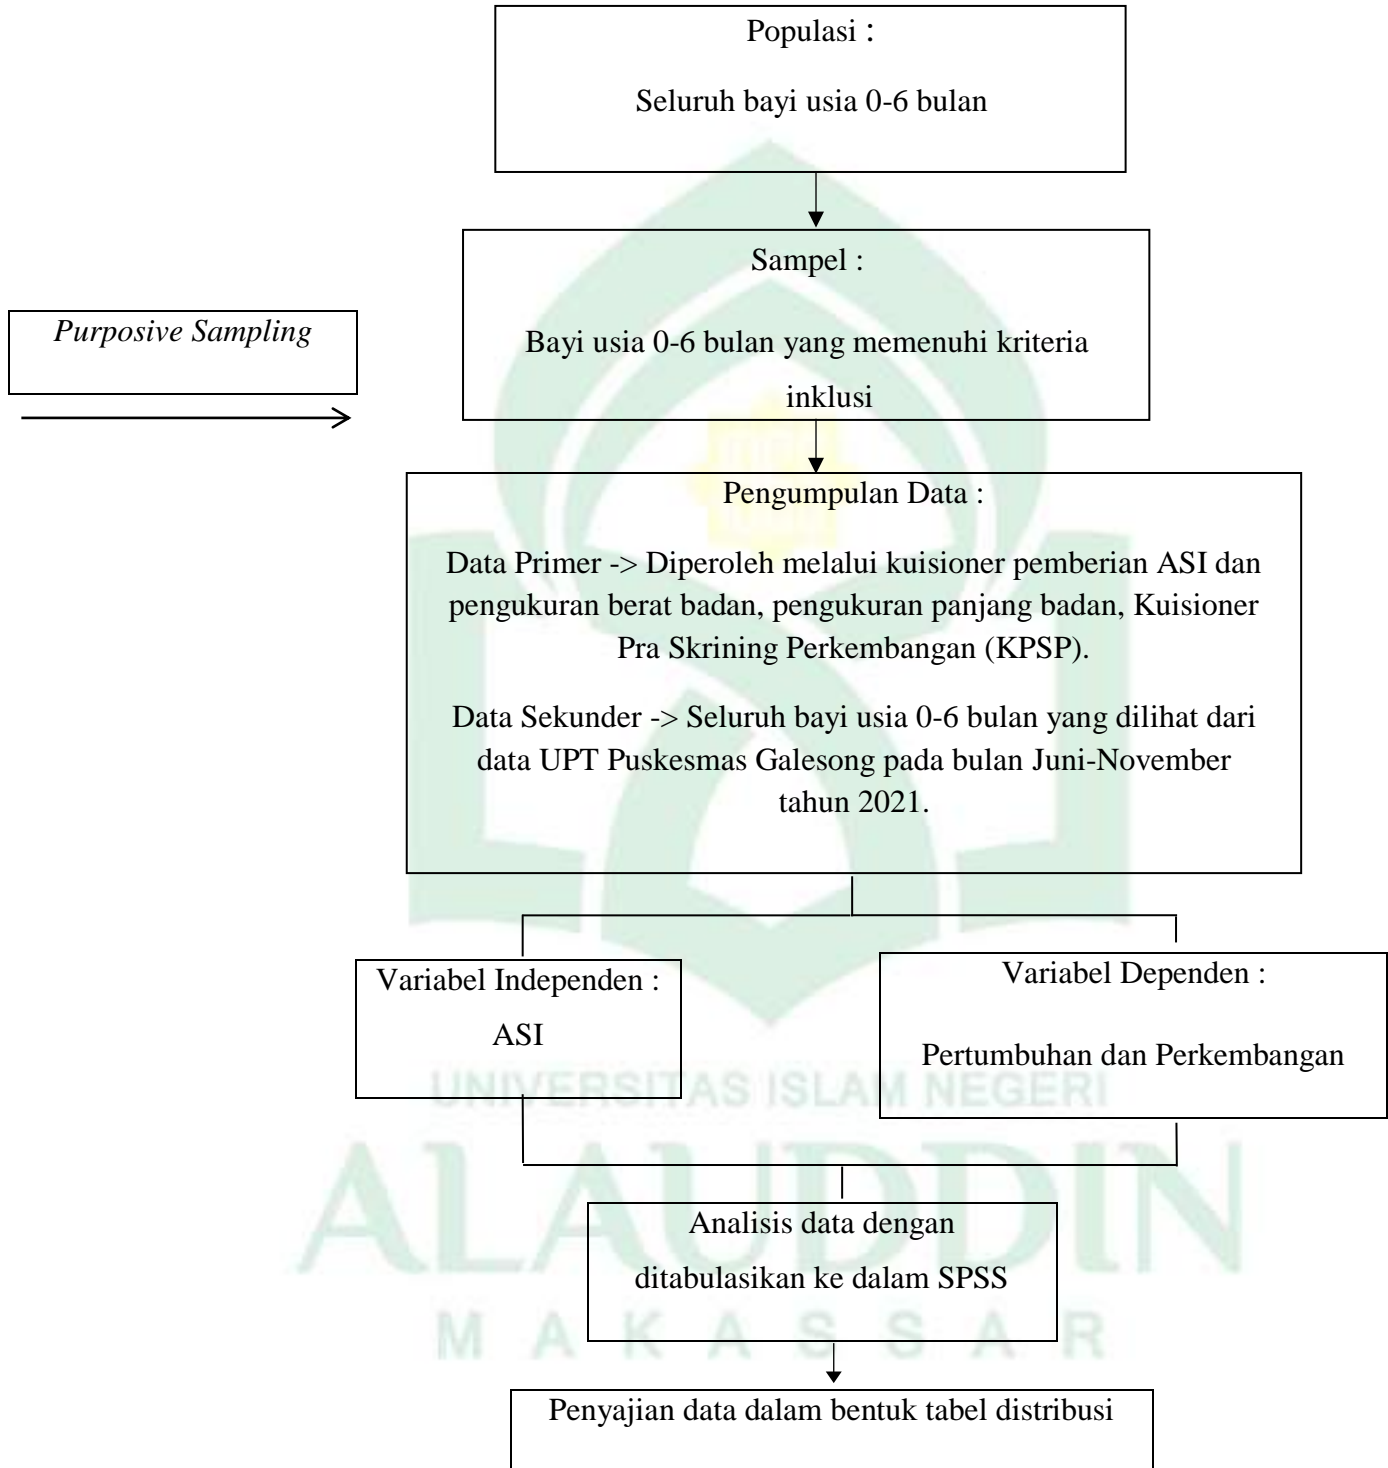 Populasi :
Seluruh bayi usia 0-6 bulan
Sampel :
Bayi usia 0-6 bulan yang memenuhi kriteria
inklusi
Purposive Sampling
Pengumpulan Data :
Data Primer -> Diperoleh melalui kuisioner pemberian ASI dan
pengukuran berat badan, pengukuran panjang badan, Kuisioner
Pra Skrining Perkembangan (KPSP).
Data Sekunder -> Seluruh bayi usia 0-6 bulan yang dilihat dari
data UPT Puskesmas Galesong pada bulan Juni-November
tahun 2021.
Variabel Independen :
ASI
Variabel Dependen :
Pertumbuhan dan Perkembangan
UNIVERSITAS ISLAM NEGERI
ALAUDDIN
MAKASSAR
Analisis data dengan
ditabulasikan ke dalam SPSS
Penyajian data dalam bentuk tabel distribusi